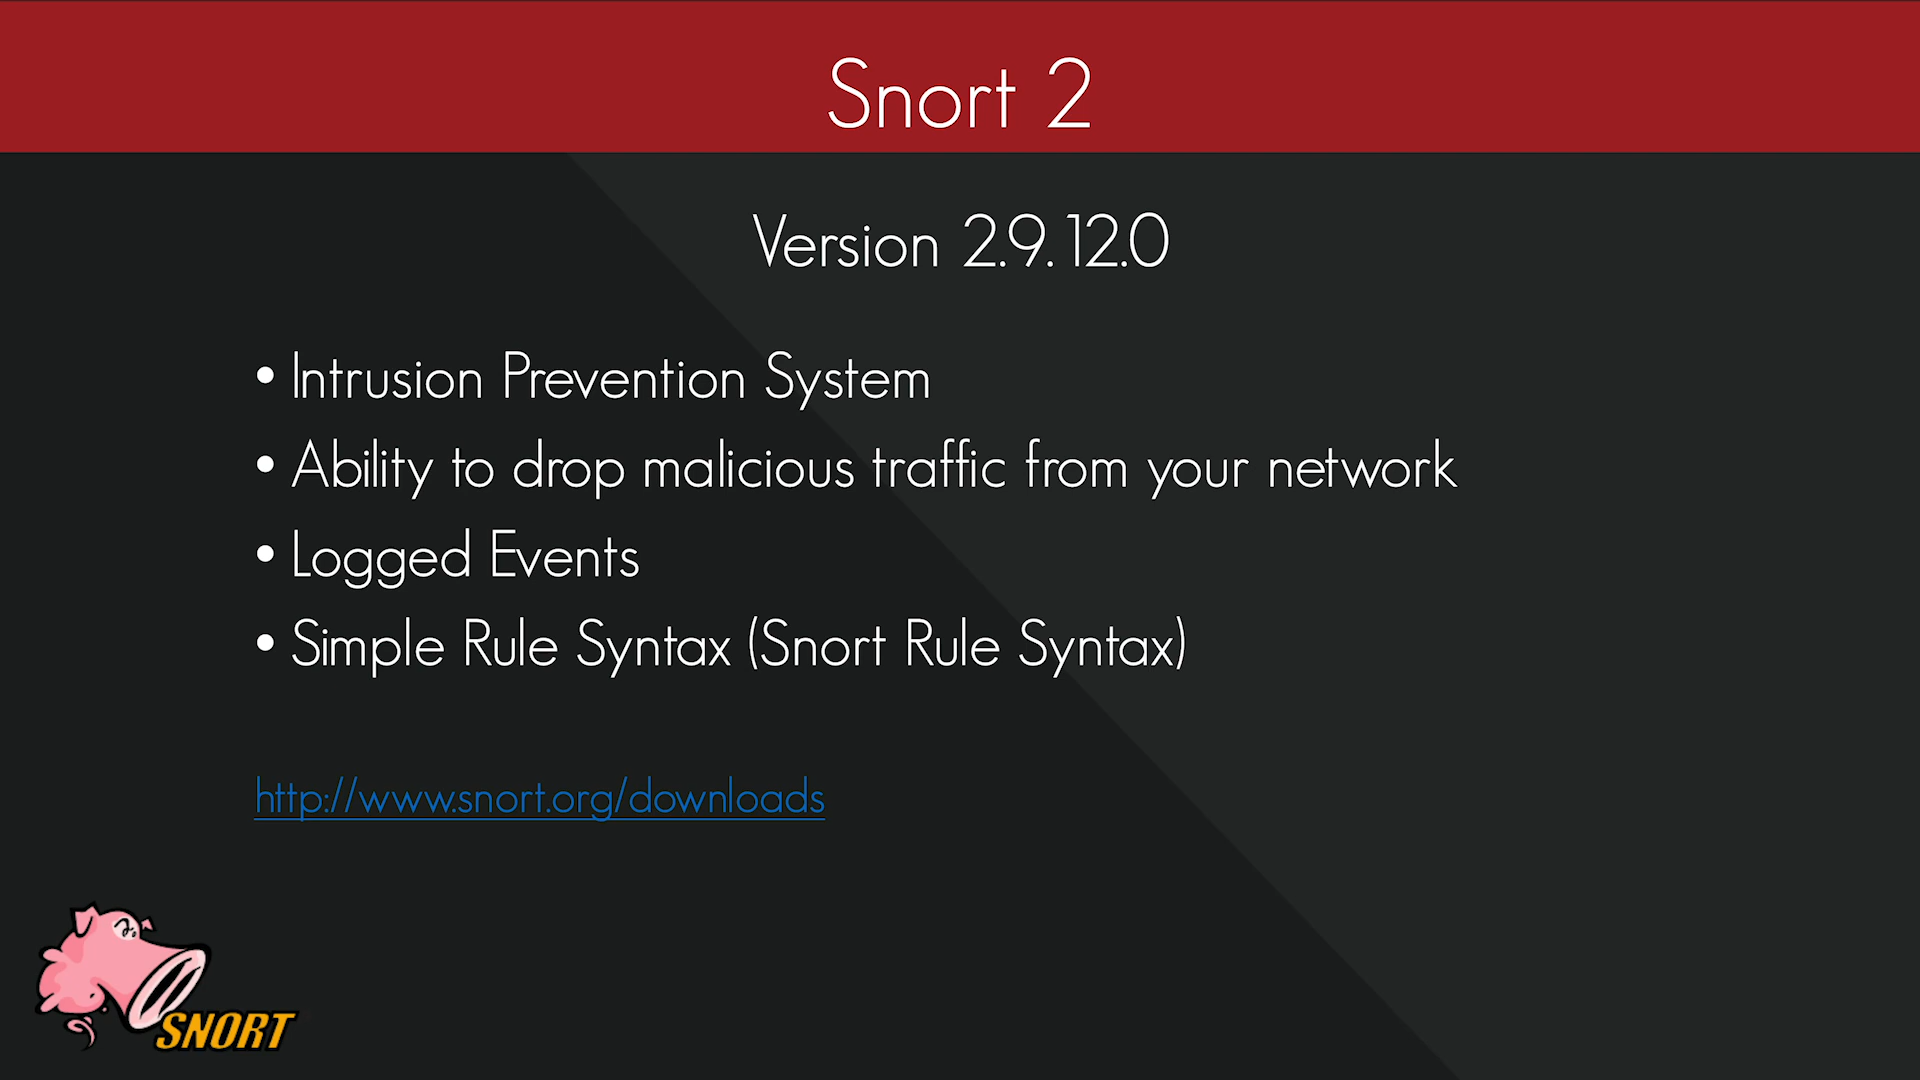 Snort 2
Version 2.9.12.0
• Intrusion Prevention System
• Ability to drop malicious traffic from your network
• Logged Events
• Simple Rule Syntax (Snort Rule Syntax)
http://www.snort.org/downloads
SNORT